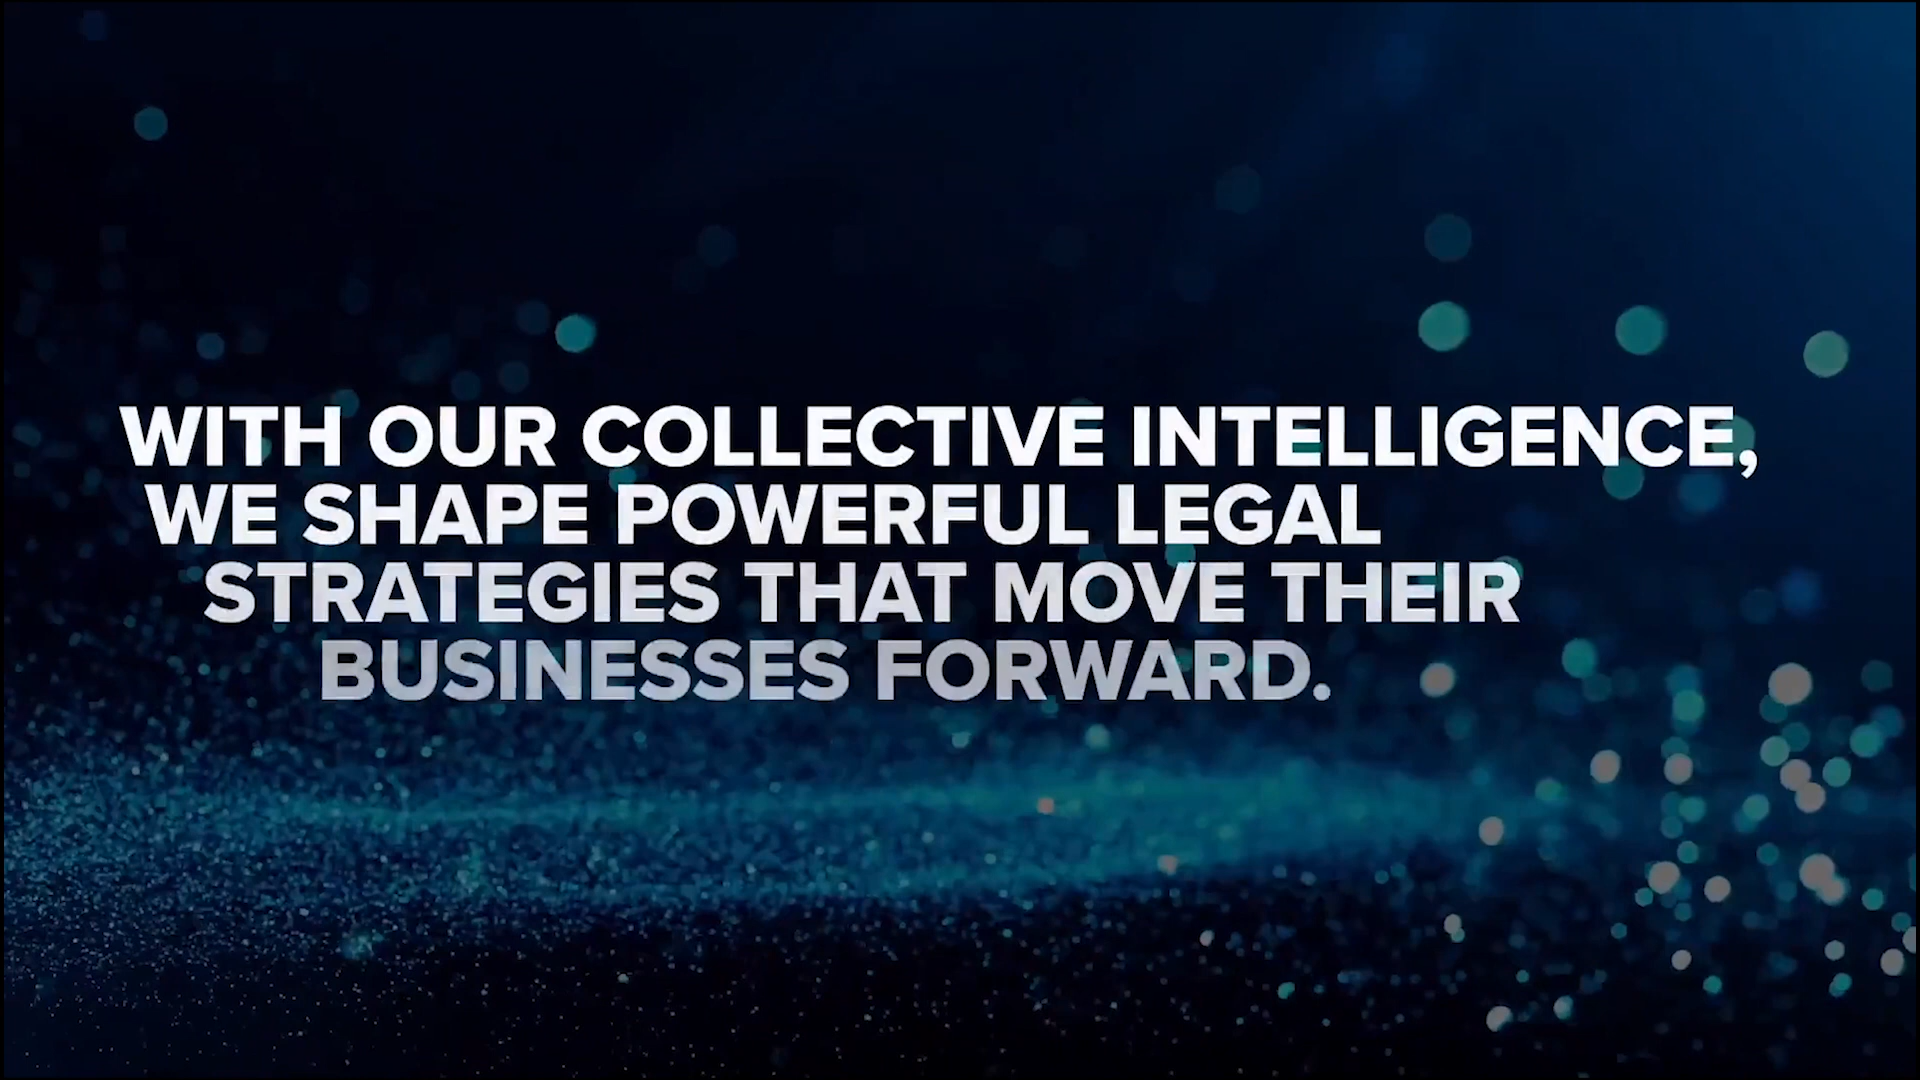 WITH OUR COLLECTIVE INTELLIGENCE,
WE SHAPE POWERFUL LEGAL
STRATEGIES THAT MOVE THEIR
BUSINESSES FORWARD.